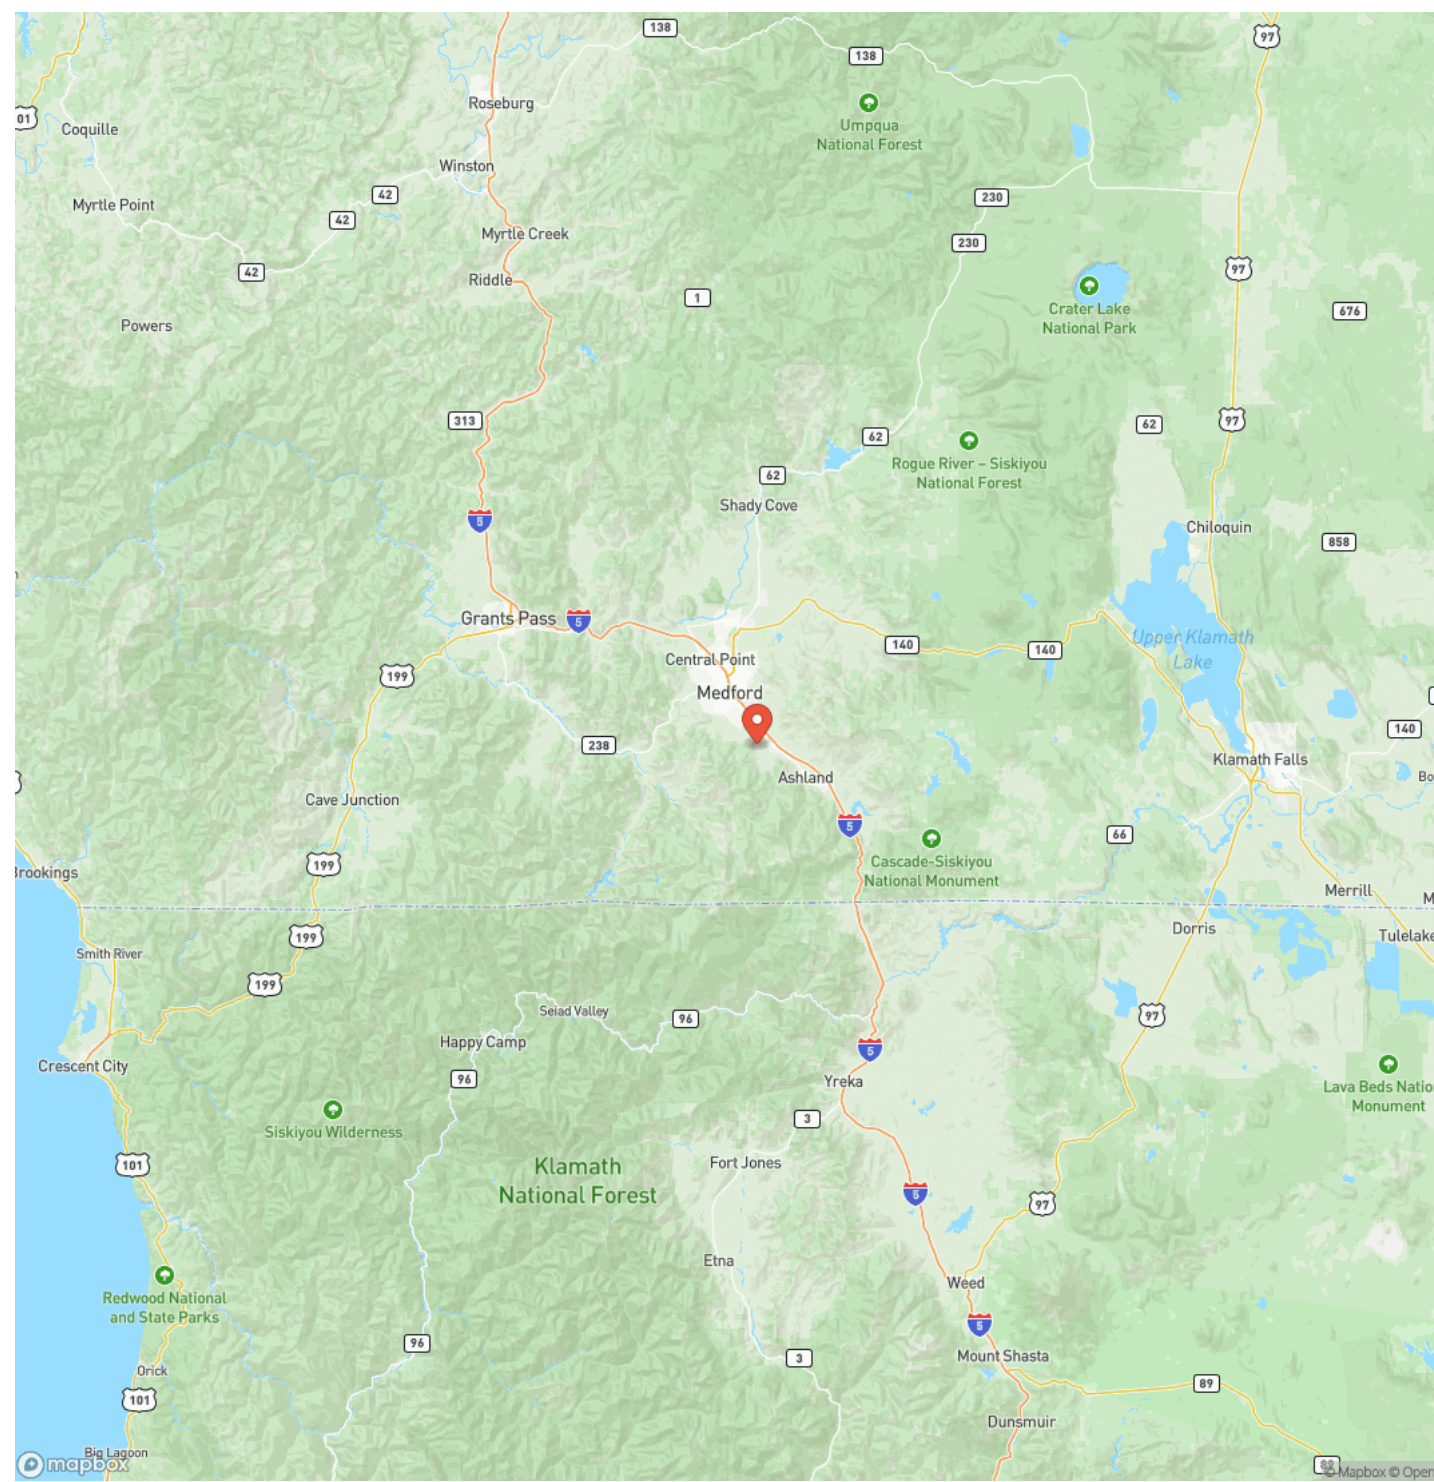 138
97
138
Roseburg
101
Umpqua
National Forest
Coquille
Winston
42
230
Myrtle Point
42
Myrtle Creek
230
42
97
Riddle
1
Crater Lake
National Park
676
Powers
313
62
97
62
Rogue River – Siskiyou
National Forest
62
Shady Cove
5
Chiloquin
858
Grants Pass
5
140
Upper Klamath
Lake
140
Central Point
199
Medford
140
238
Klamath Falls
Ashland
Cave Junction
5
66
199
Cascade-Siskiyou
National Monument
Brookings
Merrill
Dorris
199
Tulelake
Smith River
199
Seiad Valley
96
97
Happy Camp
5
Crescent City
96
Yreka
Lava Beds Natio
Monument
3
Siskiyou Wilderness
101
Fort Jones
Klamath
National Forest
5
97
Etna
Weed
Redwood National
and State Parks
5
96
Mount Shasta
3
Orick
89
101
Dunsmuir
Big Lagoon
mapbox
© Mapbox © Open